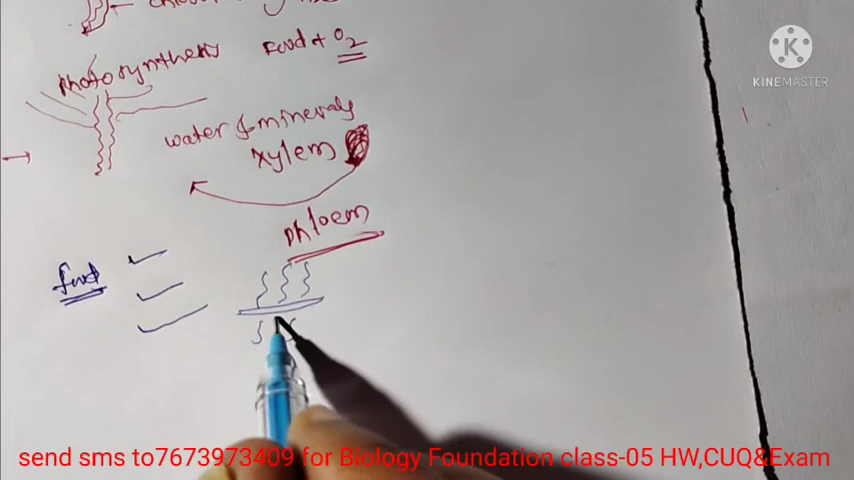 Photosynthesis Food + O2
water & minerals
xylem
Phloem
food
KINEMASTER
send sms to7673973409 for Biology Foundation class-05 HW,CUQ&Exam